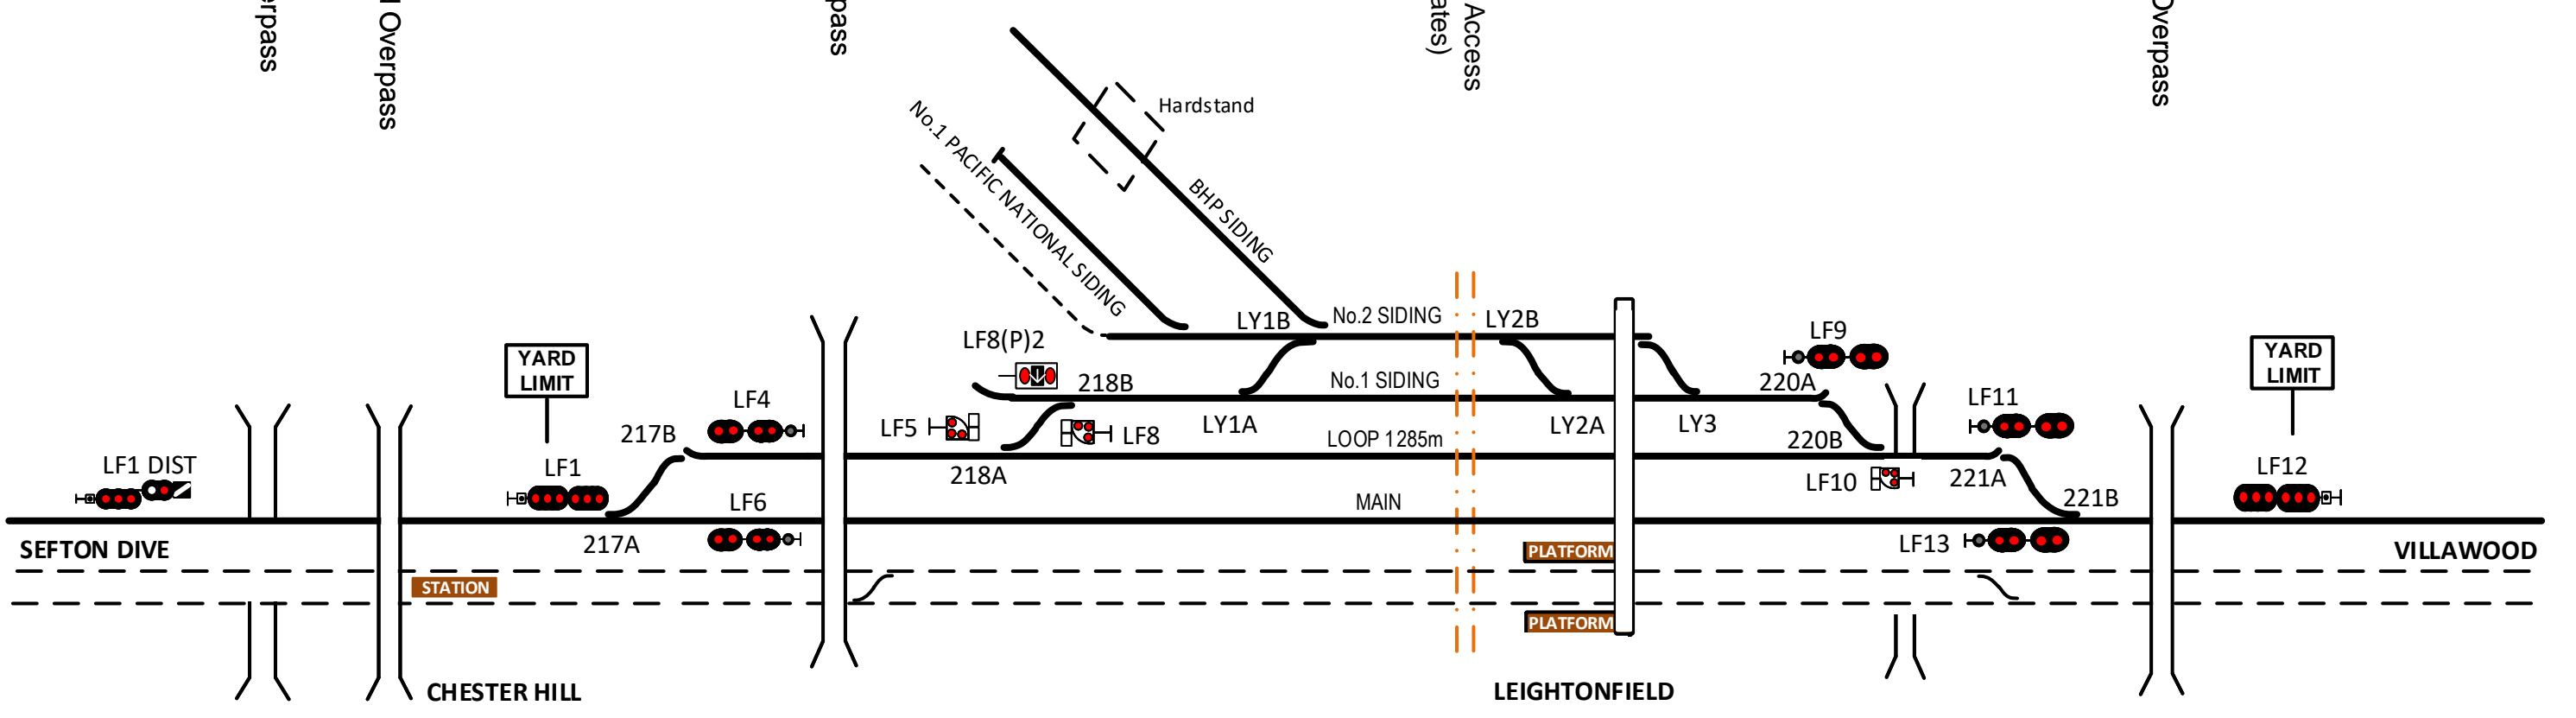 erpass
l Overpass
pass
ates)
Access
Overpass
Hardstand
No.1 PACIFIC NATIONAL SIDING
BHP SIDING
LY1B
No.2 SIDING
LY2B
LF8(P)2
LF9
YARD
LIMIT
YARD
LIMIT
218B
No.1 SIDING
220A
LF4
LF11
LF5
LF8
LY1A
LY2A
LY3
217B
LOOP 1285m
220B
LF1 DIST
LF1
218A
LF10
221A
LF12
LF6
MAIN
221B
SEFTON DIVE
217A
PLATFORM
LF13
VILLAWOOD
STATION
PLATFORM
CHESTER HILL
LEIGHTONFIELD